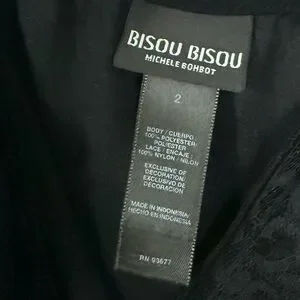 BISOU BISOU
MICHELE BOHBOT
2
BODY / CUERPO:
100% POLYESTER/
POLIESTER
LACE / ENCAJE:
100% NYLON / NILON
EXCLUSIVE OF
DECORATION/
EXCLUSIVO DE
DECORACION
MADE IN INDONESIA/
HECHO EN INDONESIA
RN 93677